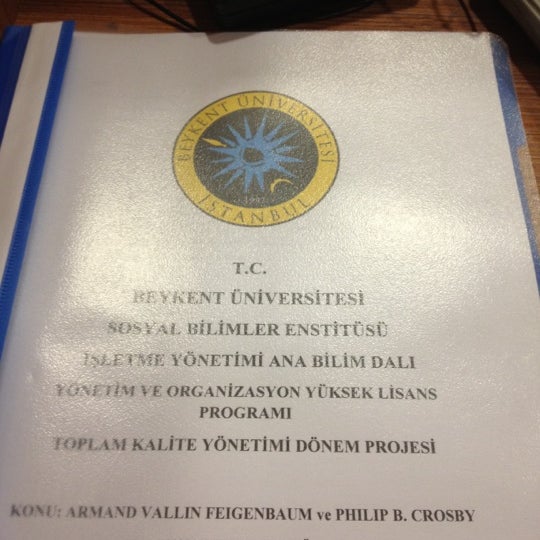 BEYKENT ÜNİVERSİTESİ
1997
İSTANBUL
T.C.
BEYKENT ÜNİVERSİTESİ
SOSYAL BİLİMLER ENSTİTÜSÜ
İŞLETME YÖNETİMİ ANA BİLİM DALI
YÖNETİM VE ORGANİZASYON YÜKSEK LİSANS
PROGRAMI
TOPLAM KALİTE YÖNETİMİ DÖNEM PROJESİ
KONU: ARMAND VALLIN FEIGENBAUM ve PHILIP B. CROSBY